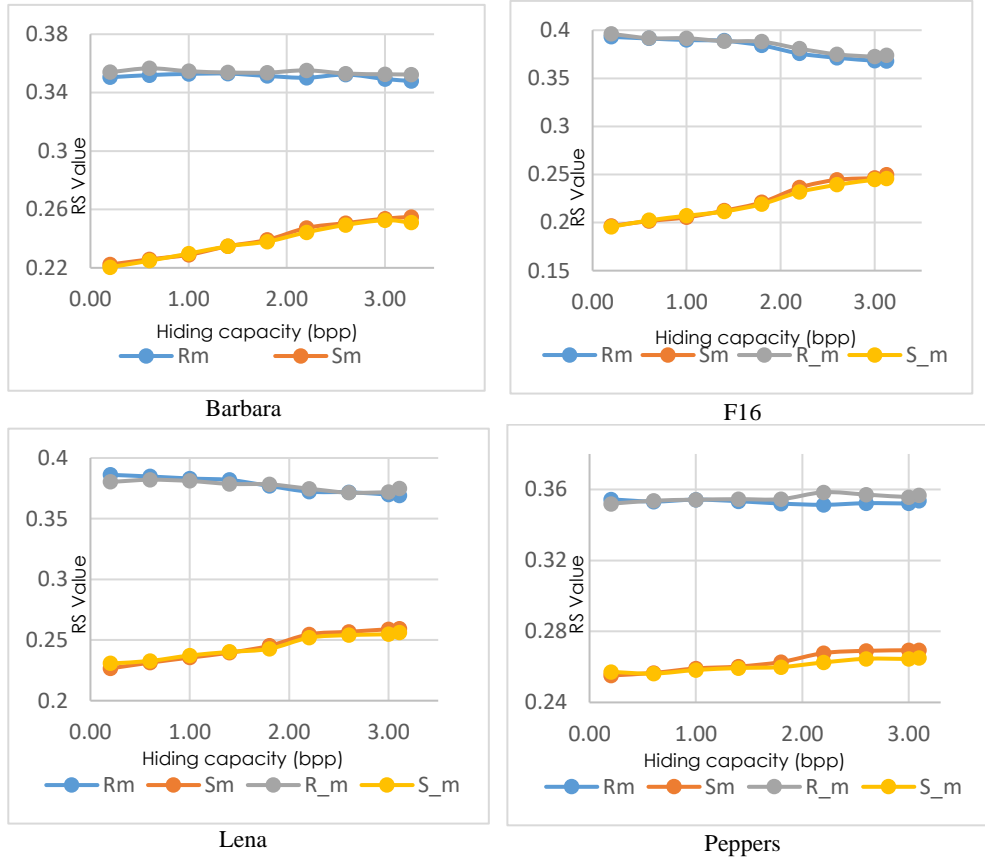 0.38
0.34
0.3
0.26
0.22
RS Value
0.00 1.00 2.00 3.00
Hiding capacity (bpp)
Rm Sm
Barbara
0.4
0.35
0.3
0.25
0.2
0.15
RS Value
0.00 1.00 2.00 3.00
Hiding capacity (bpp)
Rm Sm R_m S_m
F16
0.4
0.35
0.3
0.25
0.2
RS Value
0.00 1.00 2.00 3.00
Hiding capacity (bpp)
Rm Sm R_m S_m
Lena
0.36
0.32
0.28
0.24
RS Value
0.00 1.00 2.00 3.00
Hiding capacity (bpp)
Rm Sm R_m S_m
Peppers